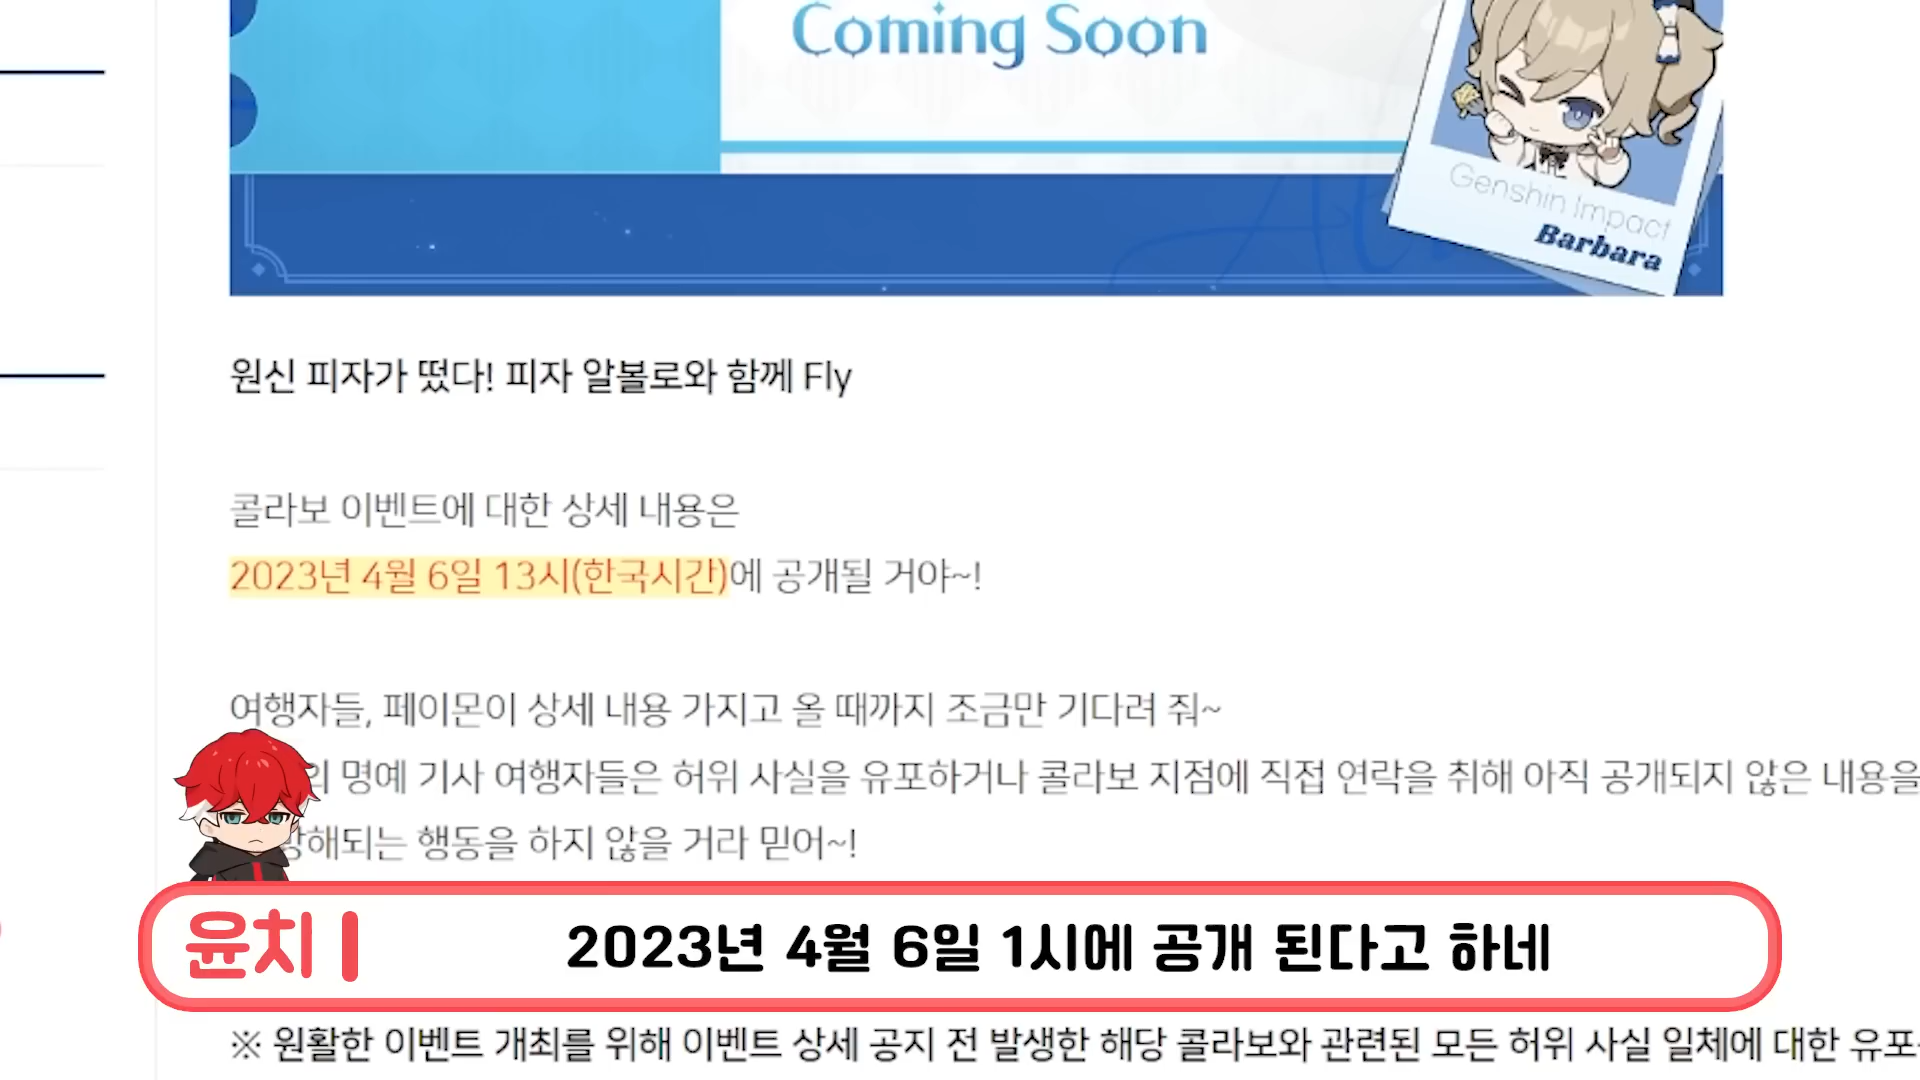 Coming Soon
Genshin Impact
Barbara
원신 피자가 떴다! 피자 알볼로와 함께 Fly
콜라보 이벤트에 대한 상세 내용은
2023년 4월 6일 13시(한국시간)에 공개될 거야~!
여행자들, 페이몬이 상세 내용 가지고 올 때까지 조금만 기다려 줘~
명예 기사 여행자들은 허위 사실을 유포하거나 콜라보 지점에 직접 연락을 취해 아직 공개되지 않은 내용을
방해되는 행동을 하지 않을 거라 믿어~!
윤치 2023년 4월 6일 1시에 공개 된다고 하네
※ 원활한 이벤트 개최를 위해 이벤트 상세 공지 전 발생한 해당 콜라보와 관련된 모든 허위 사실 일체에 대한 유포